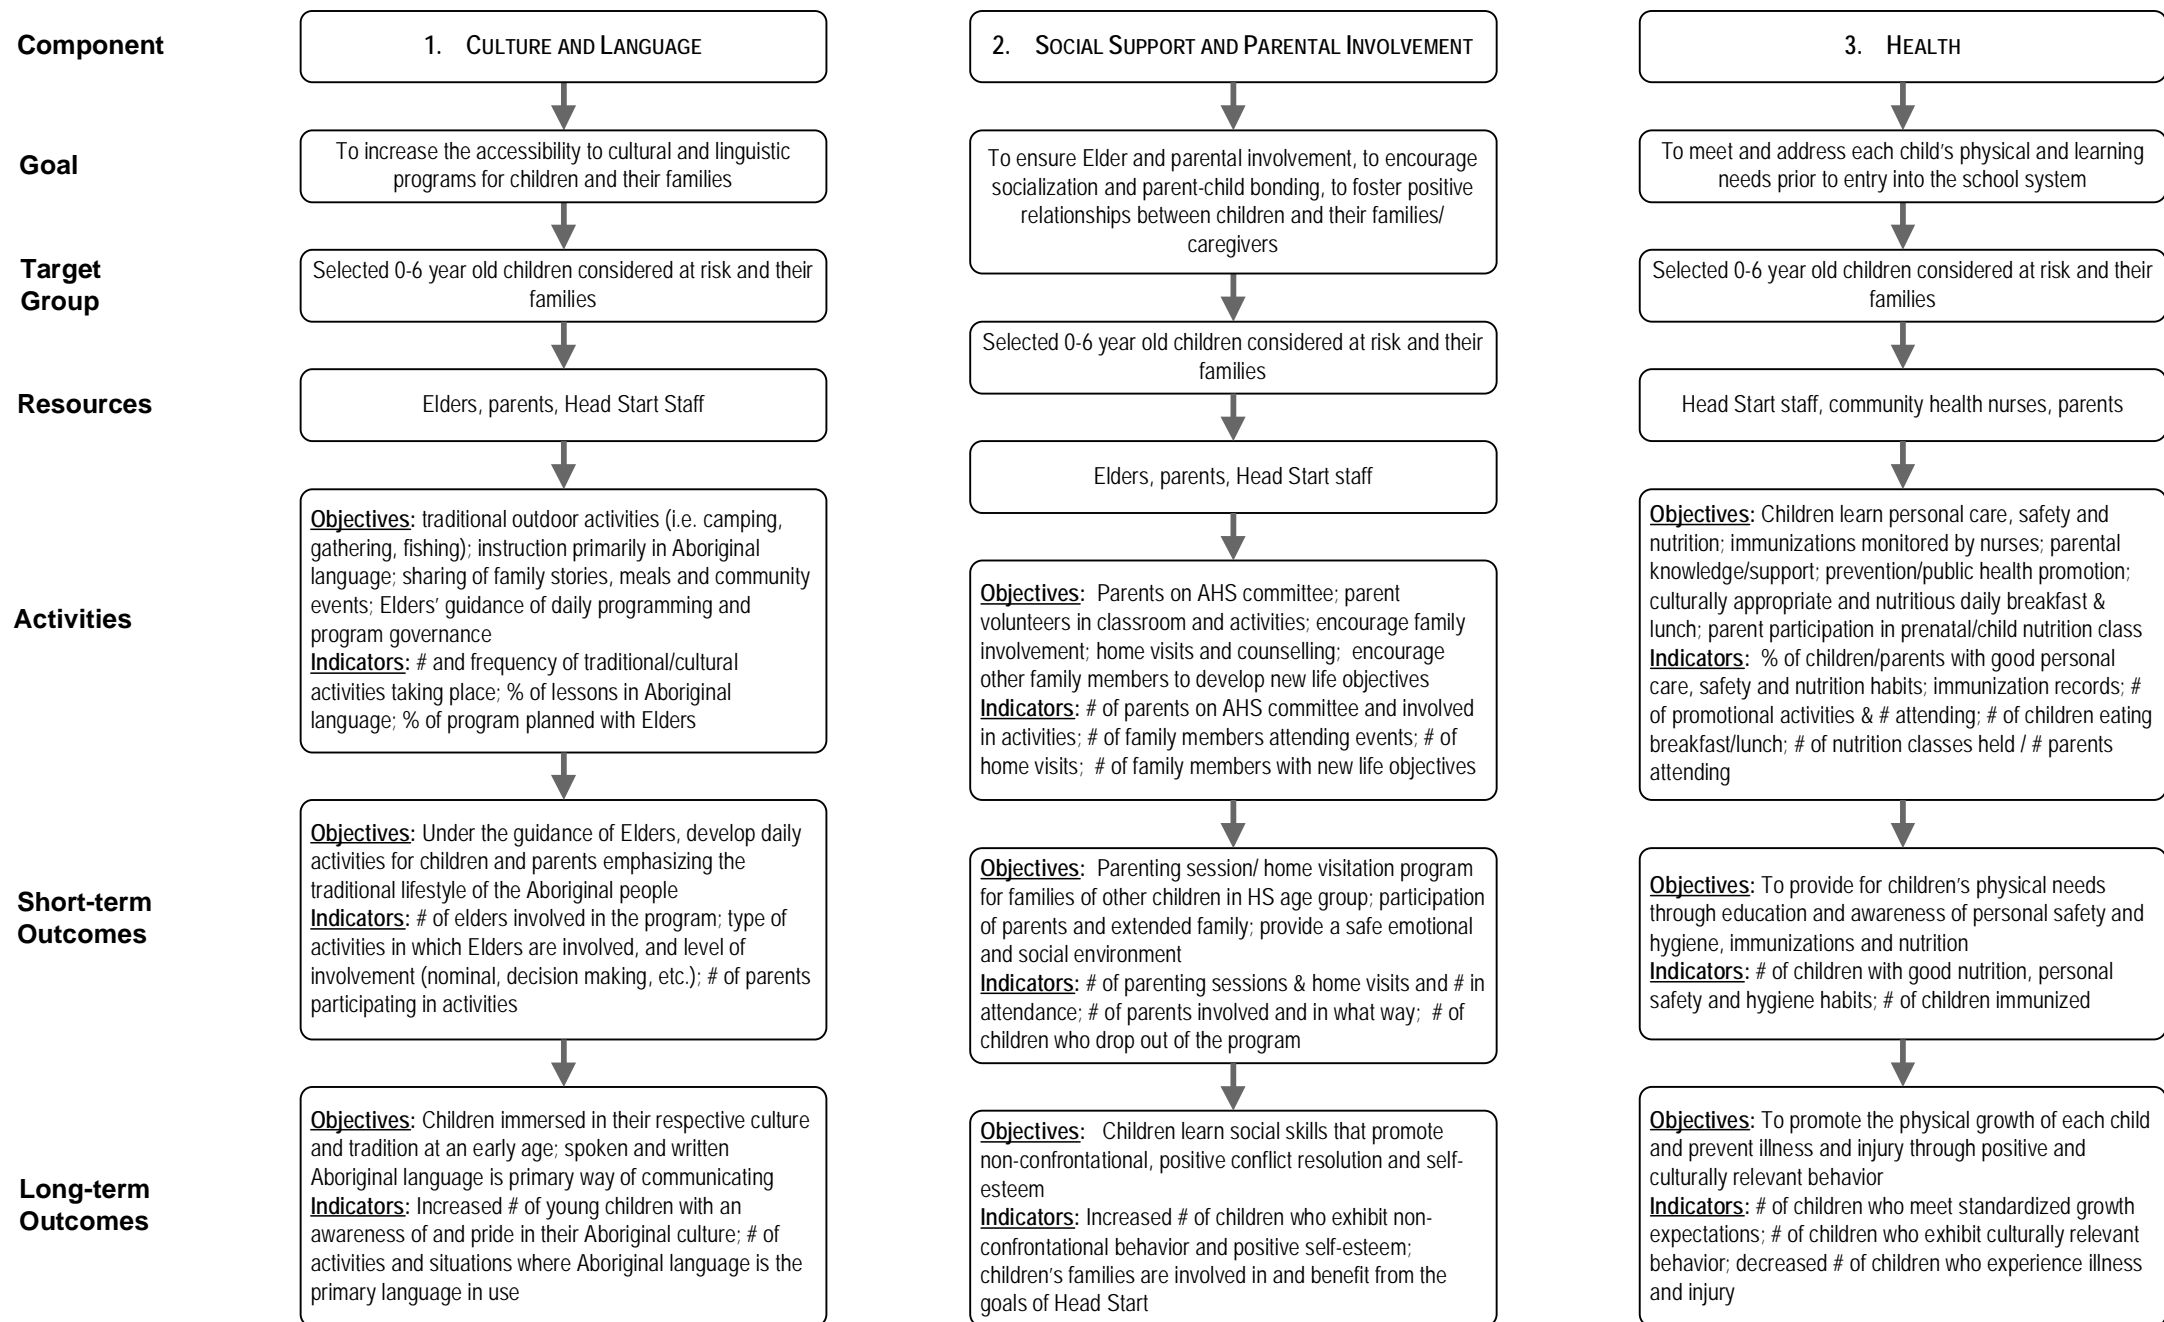 Component
1. CULTURE AND LANGUAGE
2. SOCIAL SUPPORT AND PARENTAL INVOLVEMENT
3. HEALTH
Goal
To increase the accessibility to cultural and linguistic
programs for children and their families
To ensure Elder and parental involvement, to encourage
socialization and parent-child bonding, to foster positive
relationships between children and their families/
caregivers
To meet and address each child's physical and learning
needs prior to entry into the school system
Target
Group
Selected 0-6 year old children considered at risk and their
families
Selected 0-6 year old children considered at risk and their
families
Selected 0-6 year old children considered at risk and their
families
Resources
Elders, parents, Head Start Staff
Elders, parents, Head Start staff
Head Start staff, community health nurses, parents
Activities
Objectives: traditional outdoor activities (i.e. camping,
gathering, fishing); instruction primarily in Aboriginal
language; sharing of family stories, meals and community
events; Elders' guidance of daily programming and
program governance
Indicators: # and frequency of traditional/cultural
activities taking place; % of lessons in Aboriginal
language; % of program planned with Elders
Objectives: Parents on AHS committee; parent
volunteers in classroom and activities; encourage family
involvement; home visits and counselling; encourage
other family members to develop new life objectives
Indicators: # of parents on AHS committee and involved
in activities; # of family members attending events; # of
home visits; # of family members with new life objectives
Objectives: Children learn personal care, safety and
nutrition; immunizations monitored by nurses; parental
knowledge/support; prevention/public health promotion;
culturally appropriate and nutritious daily breakfast &
lunch; parent participation in prenatal/child nutrition class
Indicators: % of children/parents with good personal
care, safety and nutrition habits; immunization records; #
of promotional activities & # attending; # of children eating
breakfast/lunch; # of nutrition classes held / # parents
attending
Short-term
Outcomes
Objectives: Under the guidance of Elders, develop daily
activities for children and parents emphasizing the
traditional lifestyle of the Aboriginal people
Indicators: # of elders involved in the program; type of
activities in which Elders are involved, and level of
involvement (nominal, decision making, etc.); # of parents
participating in activities
Objectives: Parenting session/ home visitation program
for families of other children in HS age group; participation
of parents and extended family; provide a safe emotional
and social environment
Indicators: # of parenting sessions & home visits and # in
attendance; # of parents involved and in what way; # of
children who drop out of the program
Objectives: To provide for children's physical needs
through education and awareness of personal safety and
hygiene, immunizations and nutrition
Indicators: # of children with good nutrition, personal
safety and hygiene habits; # of children immunized
Long-term
Outcomes
Objectives: Children immersed in their respective culture
and tradition at an early age; spoken and written
Aboriginal language is primary way of communicating
Indicators: Increased # of young children with an
awareness of and pride in their Aboriginal culture; # of
activities and situations where Aboriginal language is the
primary language in use
Objectives: Children learn social skills that promote
non-confrontational, positive conflict resolution and self-
esteem
Indicators: Increased # of children who exhibit non-
confrontational behavior and positive self-esteem;
children's families are involved in and benefit from the
goals of Head Start
Objectives: To promote the physical growth of each child
and prevent illness and injury through positive and
culturally relevant behavior
Indicators: # of children who meet standardized growth
expectations; # of children who exhibit culturally relevant
behavior; decreased # of children who experience illness
and injury